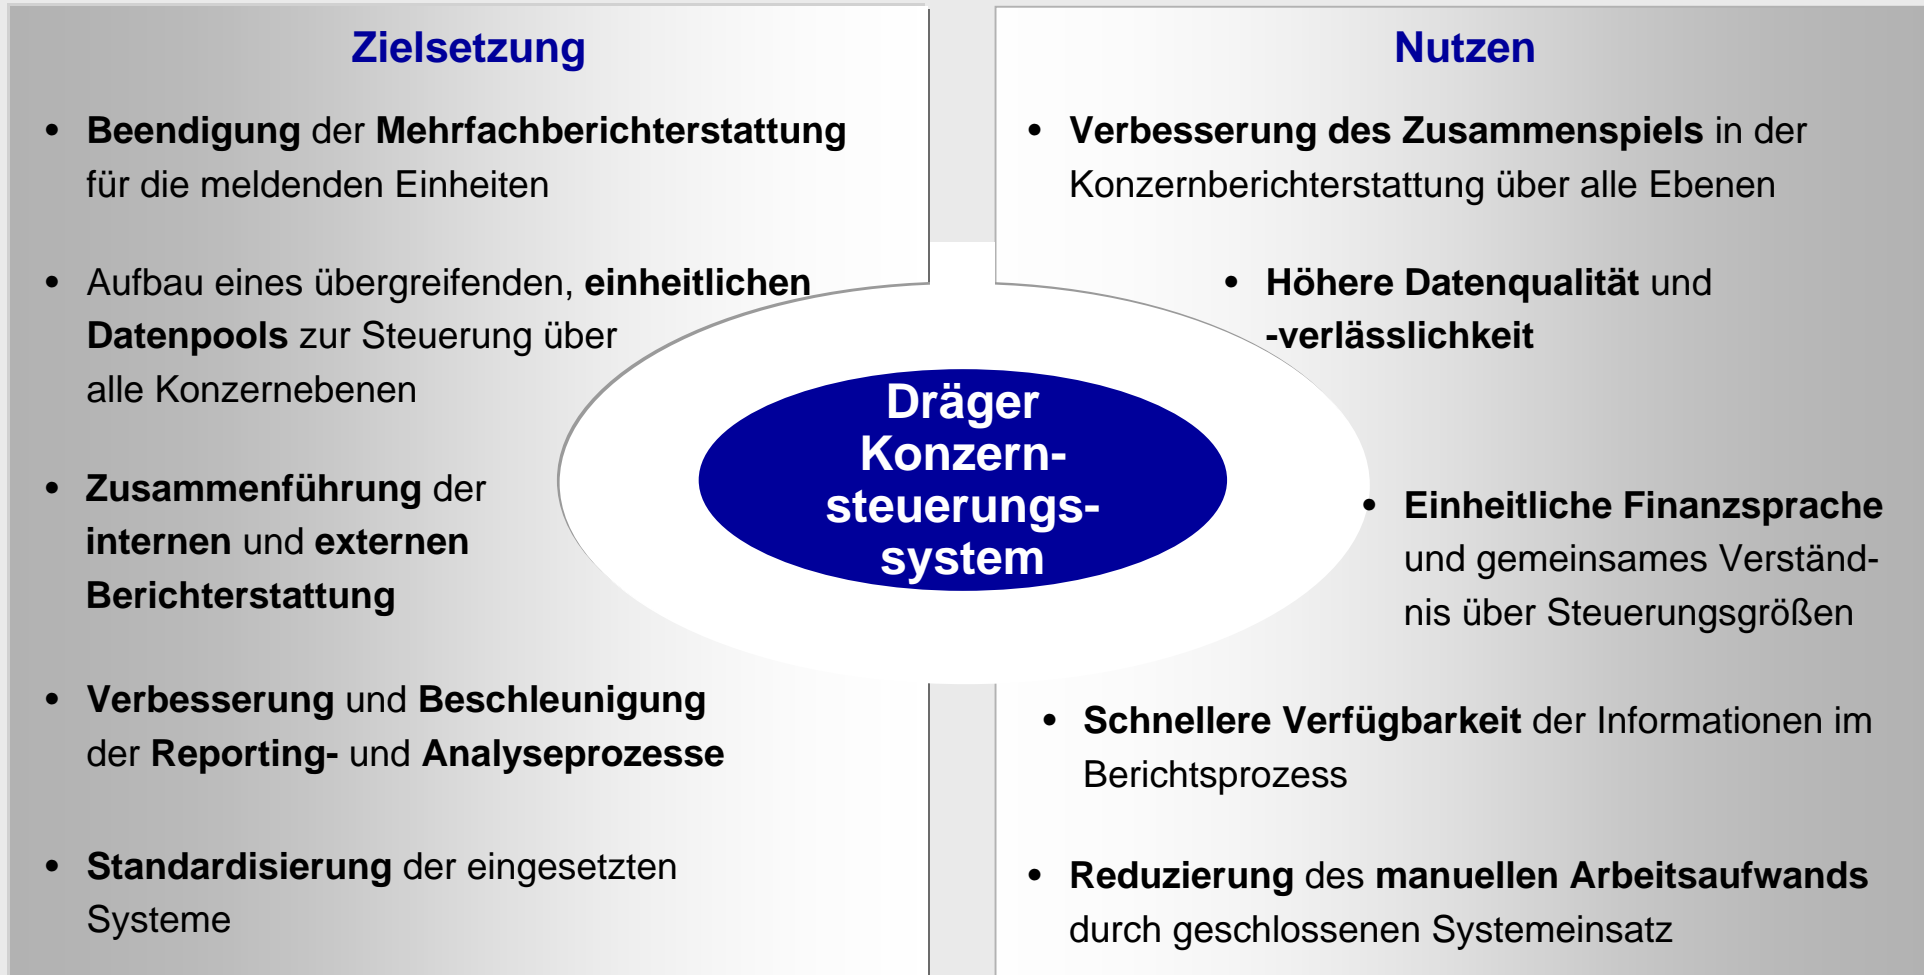 Zielsetzung
• Beendigung der Mehrfachberichterstattung
für die meldenden Einheiten
• Aufbau eines übergreifenden, einheitlichen
Datenpools zur Steuerung über
alle Konzernebenen
• Zusammenführung der
internen und externen
Berichterstattung
• Verbesserung und Beschleunigung
der Reporting- und Analyseprozesse
• Standardisierung der eingesetzten
Systeme
Dräger
Konzern-
steuerungs-
system
Nutzen
• Verbesserung des Zusammenspiels in der
Konzernberichterstattung über alle Ebenen
• Höhere Datenqualität und
-verlässlichkeit
• Einheitliche Finanzsprache
und gemeinsames Verständ-
nis über Steuerungsgrößen
• Schnellere Verfügbarkeit der Informationen im
Berichtsprozess
• Reduzierung des manuellen Arbeitsaufwands
durch geschlossenen Systemeinsatz